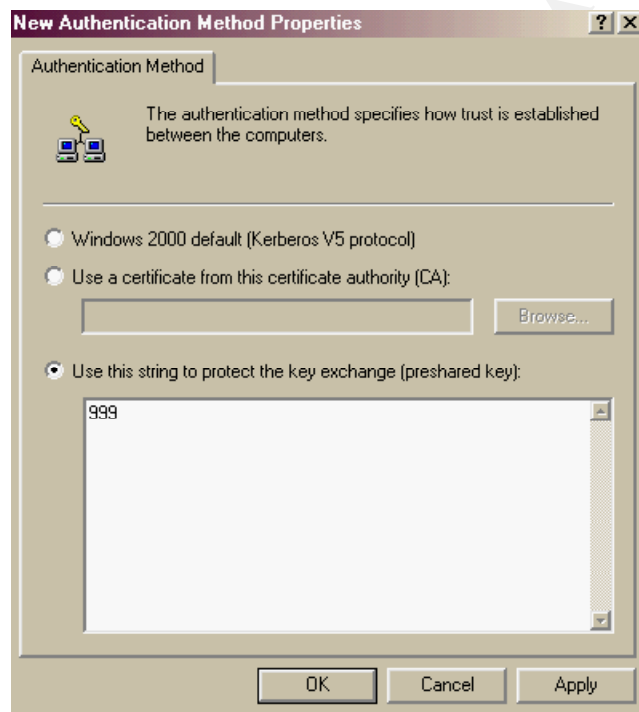 New Authentication Method Properties
? ×
Authentication Method
The authentication method specifies how trust is established
between the computers.
Windows 2000 default (Kerberos V5 protocol)
Use a certificate from this certificate authority (CA):
Browse...
Use this string to protect the key exchange (preshared key):
999
OK Cancel Apply